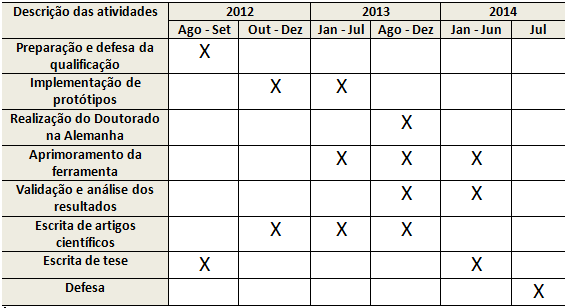 Descrição das atividades 2012 2013 2014
Ago - Set Out - Dez Jan - Jul Ago - Dez Jan - Jun Jul
Preparação e defesa da
qualificação X
Implementação de
protótipos X X
Realização do Doutorado
na Alemanha X
Aprimoramento da
ferramenta X X X
Validação e análise dos
resultados X X
Escrita de artigos
científicos X X X
Escrita de tese X X
Defesa X